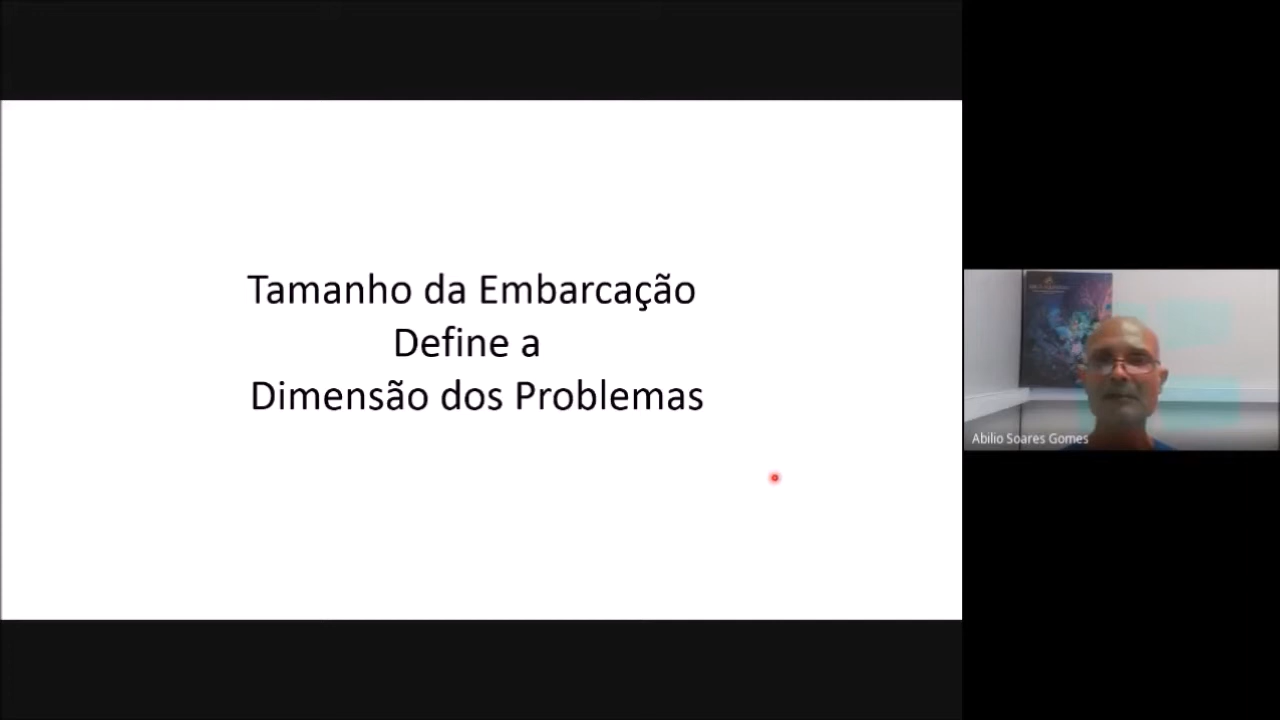 Tamanho da Embarcação
Define a
Dimensão dos Problemas
Abilio Soares Gomes